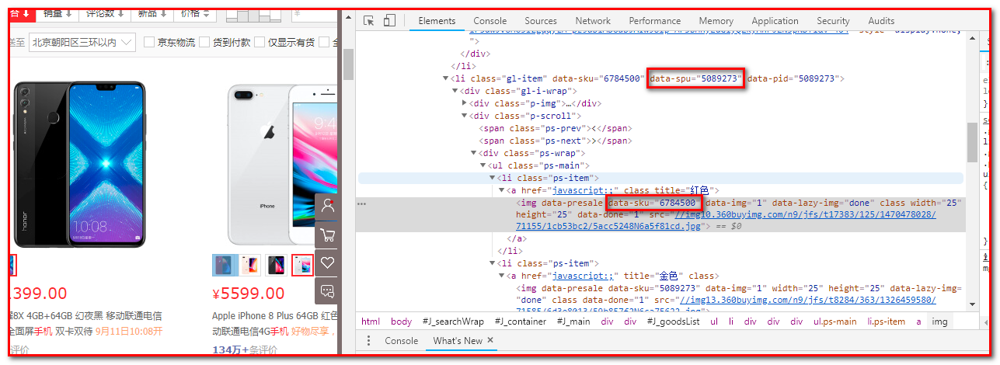 台 销量 评论数 新品 价格 ¥
送至 北京朝阳区三环以内 京东物流 货到付款 仅显示有货
honor
10:08
iPhone
.399.00
¥5599.00
8X 4GB+64GB 幻夜黑 移动联通电信
全面屏手机 双卡双待 9月11日10:08开
条评价
Apple iPhone 8 Plus 64GB 红色
动联通电信4G手机 好物尽享，
134万+条评价
Elements Console Sources Network Performance Memory Application Security Audits
">
</div>
</li>
<li class="gl-item" data-sku="6784500" data-spu="5089273" data-pid="5089273">
<div class="gl-i-wrap">
<div class="p-img">…</div>
<div class="p-scroll">
<span class="ps-prev"><</span>
<span class="ps-next">></span>
<div class="ps-wrap">
<ul class="ps-main">
<li class="ps-item">
<a href="javascript:;" class title="红色">
<img data-presale data-sku="6784500" data-img="1" data-lazy-img="done" class width="25"
height="25" data-done="1" src="//img10.360buyimg.com/n9/jfs/t17383/125/1470478028/
71155/1cb53bc2/5acc5248N6a5f81cd.jpg"> == $0
</a>
</li>
<li class="ps-item">
<a href="javascript:;" title="金色" class>
<img data-presale data-sku="5089273" data-img="1" width="25" height="25" data-lazy-img=
"done" class data-done="1" src="//img13.360buyimg.com/n9/jfs/t8284/363/1326459580/
html body #J_searchWrap #J_container #J_main div div #J_goodsList ul li div div div ul.ps-main li.ps-item a img
Console What's New ×